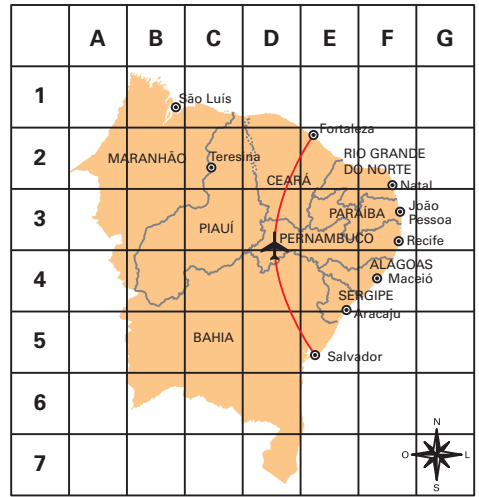 A B C D E F G
1
São Luís
Fortaleza
2
MARANHÃO
Teresina
RIO GRANDE
DO NORTE
CEARÁ
Natal
3
João
Pessoa
PARAÍBA
PIAUÍ
PERNAMBUCO
Recife
4
ALAGOAS
Maceió
SERGIPE
Aracaju
5
BAHIA
Salvador
6
7
N
O L
S